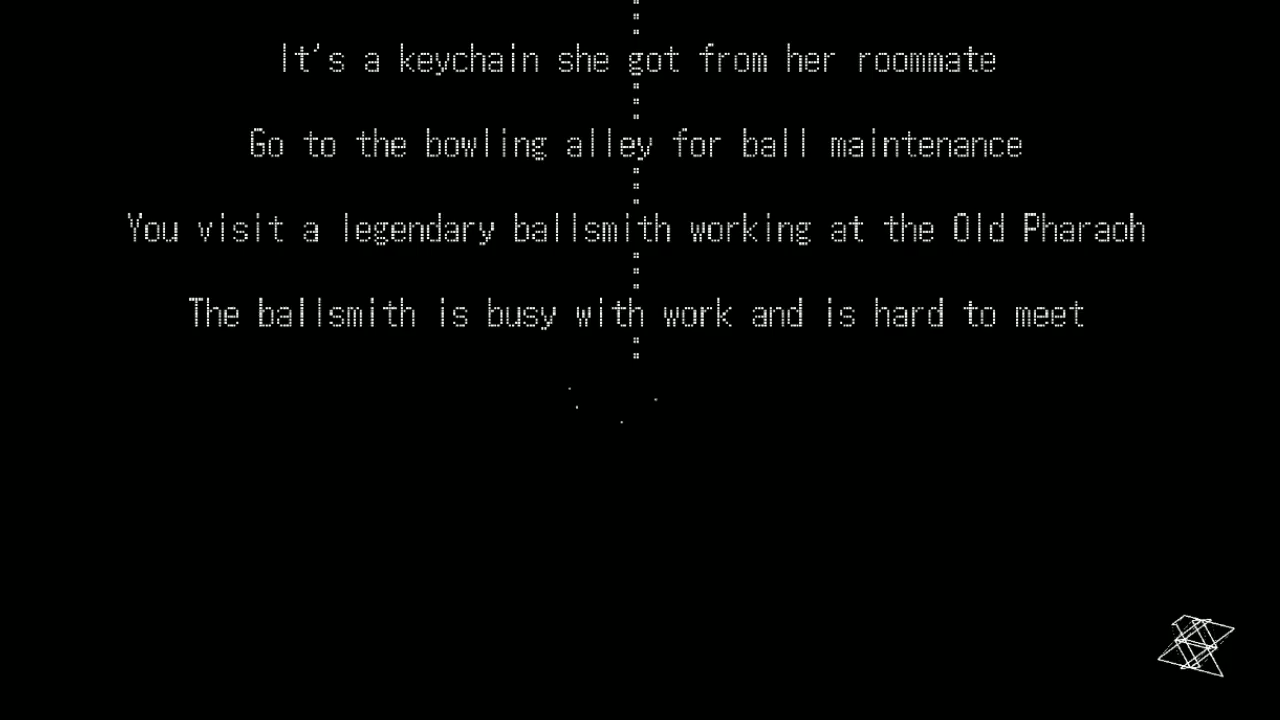 It's a keychain she got from her roommate
Go to the bowling alley for ball maintenance
You visit a legendary ballsmith working at the Old Pharaoh
The ballsmith is busy with work and is hard to meet